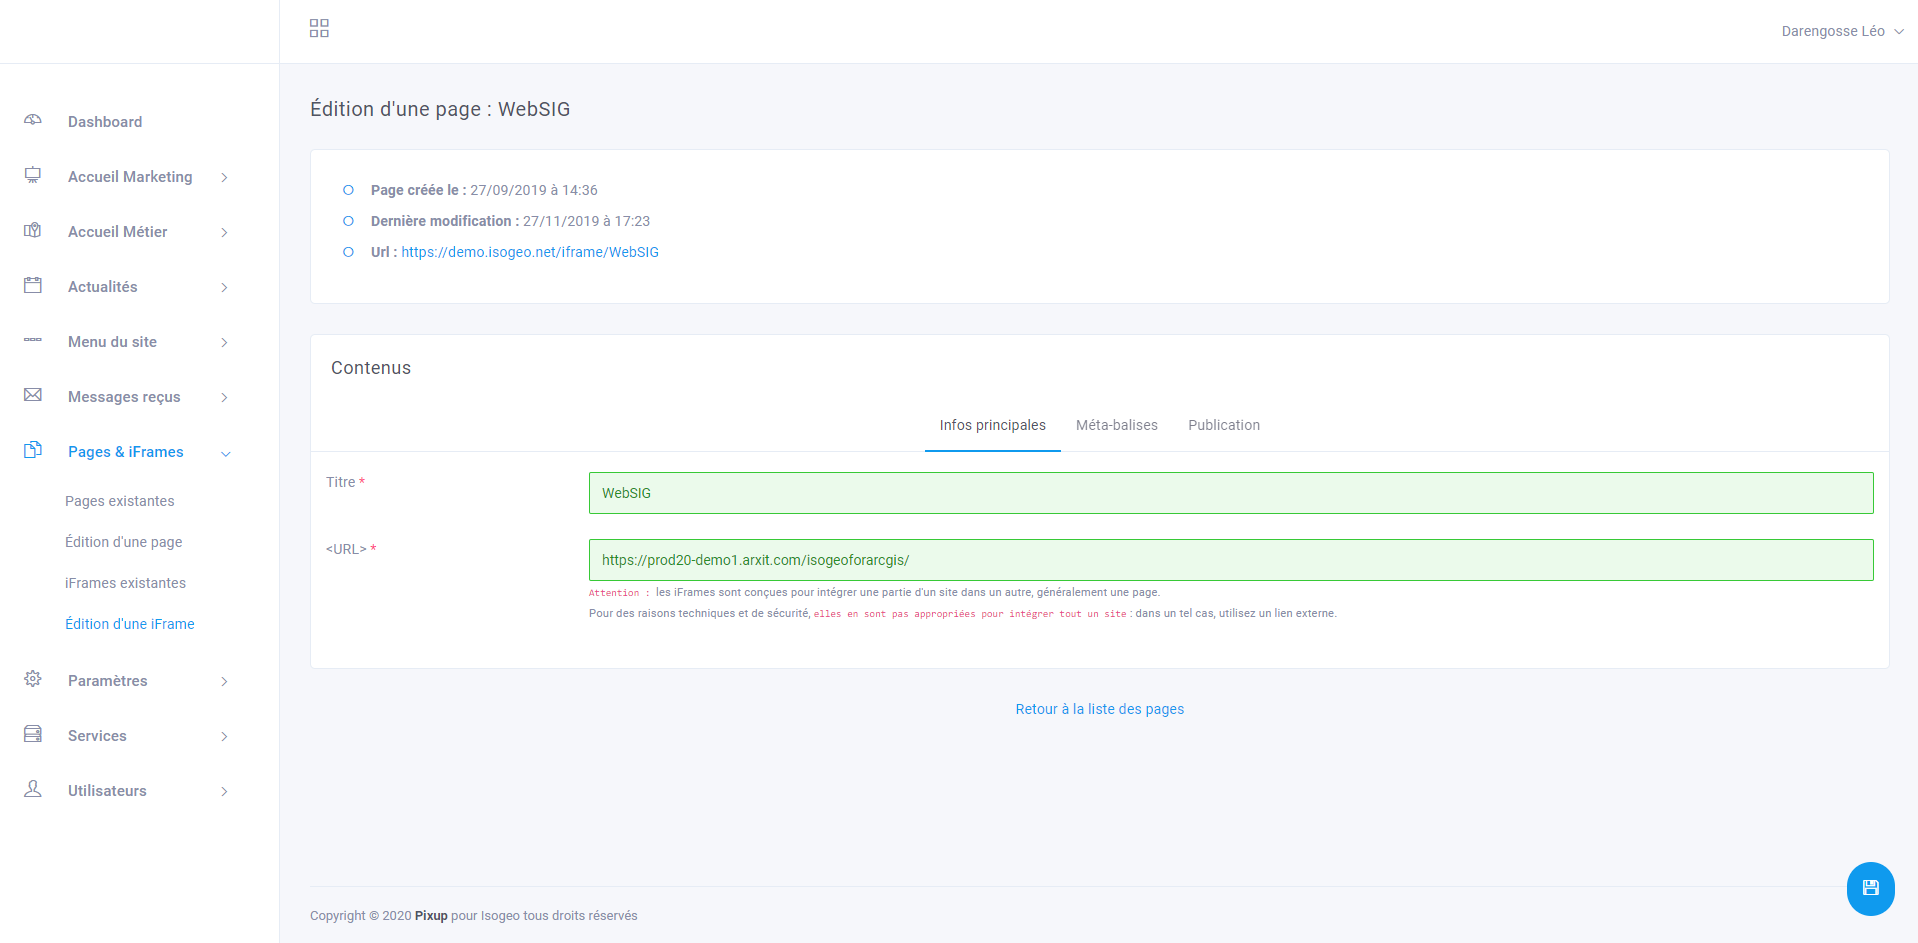 Darengosse Léo
Dashboard
Accueil Marketing
Accueil Métier
Actualités
Menu du site
Messages reçus
Pages & iFrames
Pages existantes
Édition d'une page
iFrames existantes
Édition d'une iFrame
Paramètres
Services
Utilisateurs
Édition d'une page : WebSIG
Page créée le : 27/09/2019 à 14:36
Dernière modification : 27/11/2019 à 17:23
Url : https://demo.isogeo.net/iframe/WebSIG
Contenus
Infos principales Méta-balises Publication
Titre * WebSIG
<URL> * https://prod20-demo1.arxit.com/isogeoforarcgis/
Attention : les iFrames sont conçues pour intégrer une partie d'un site dans un autre, généralement une page.
Pour des raisons techniques et de sécurité, elles en sont pas appropriées pour intégrer tout un site : dans un tel cas, utilisez un lien externe.
Retour à la liste des pages
Copyright © 2020 Pixup pour Isogeo tous droits réservés